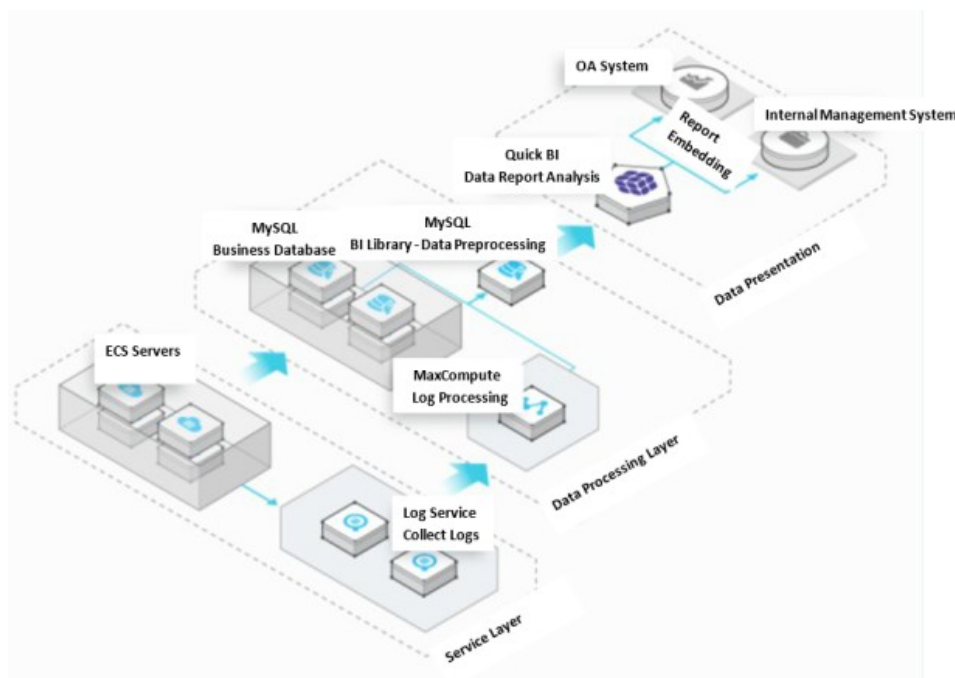 OA System
Internal Management System
Report
Embedding
Quick BI
Data Report Analysis
MySQL
Business Database
MySQL
BI Library - Data Preprocessing
Data Presentation
ECS Servers
MaxCompute
Log Processing
Data Processing Layer
Log Service
Collect Logs
Service Layer